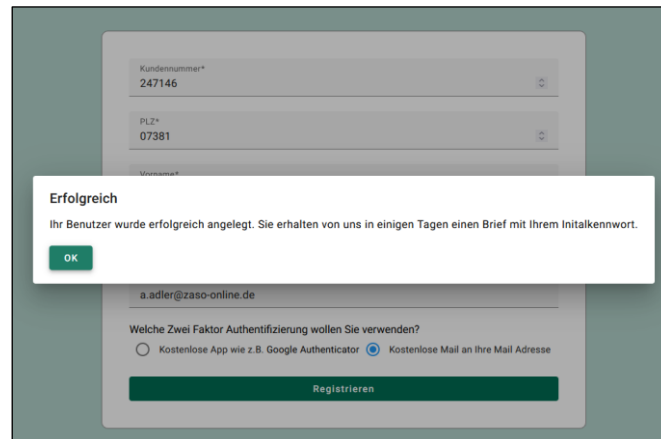 Kundennummer*
247146
PLZ*
07381
Vorname*
Erfolgreich
Ihr Benutzer wurde erfolgreich angelegt. Sie erhalten von uns in einigen Tagen einen Brief mit Ihrem Initalkennwort.
OK
a.adler@zaso-online.de
Welche Zwei Faktor Authentifizierung wollen Sie verwenden?
Kostenlose App wie z.B. Google Authenticator Kostenlose Mail an Ihre Mail Adresse
Registrieren